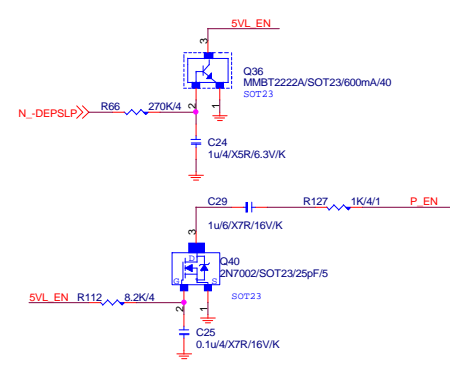 5VL_EN
3
Q36
MMBT2222A/SOT23/600mA/40
SOT23
N_-DEPSLP
R66
270K/4
2
1
C24
1u/4/X5R/6.3V/K
C29
R127
1K/4/1
P_EN
1u/6/X7R/16V/K
3
D
Q40
2N7002/SOT23/25pF/5
G
S
SOT23
5VL_EN
R112
8.2K/4
2
1
C25
0.1u/4/X7R/16V/K